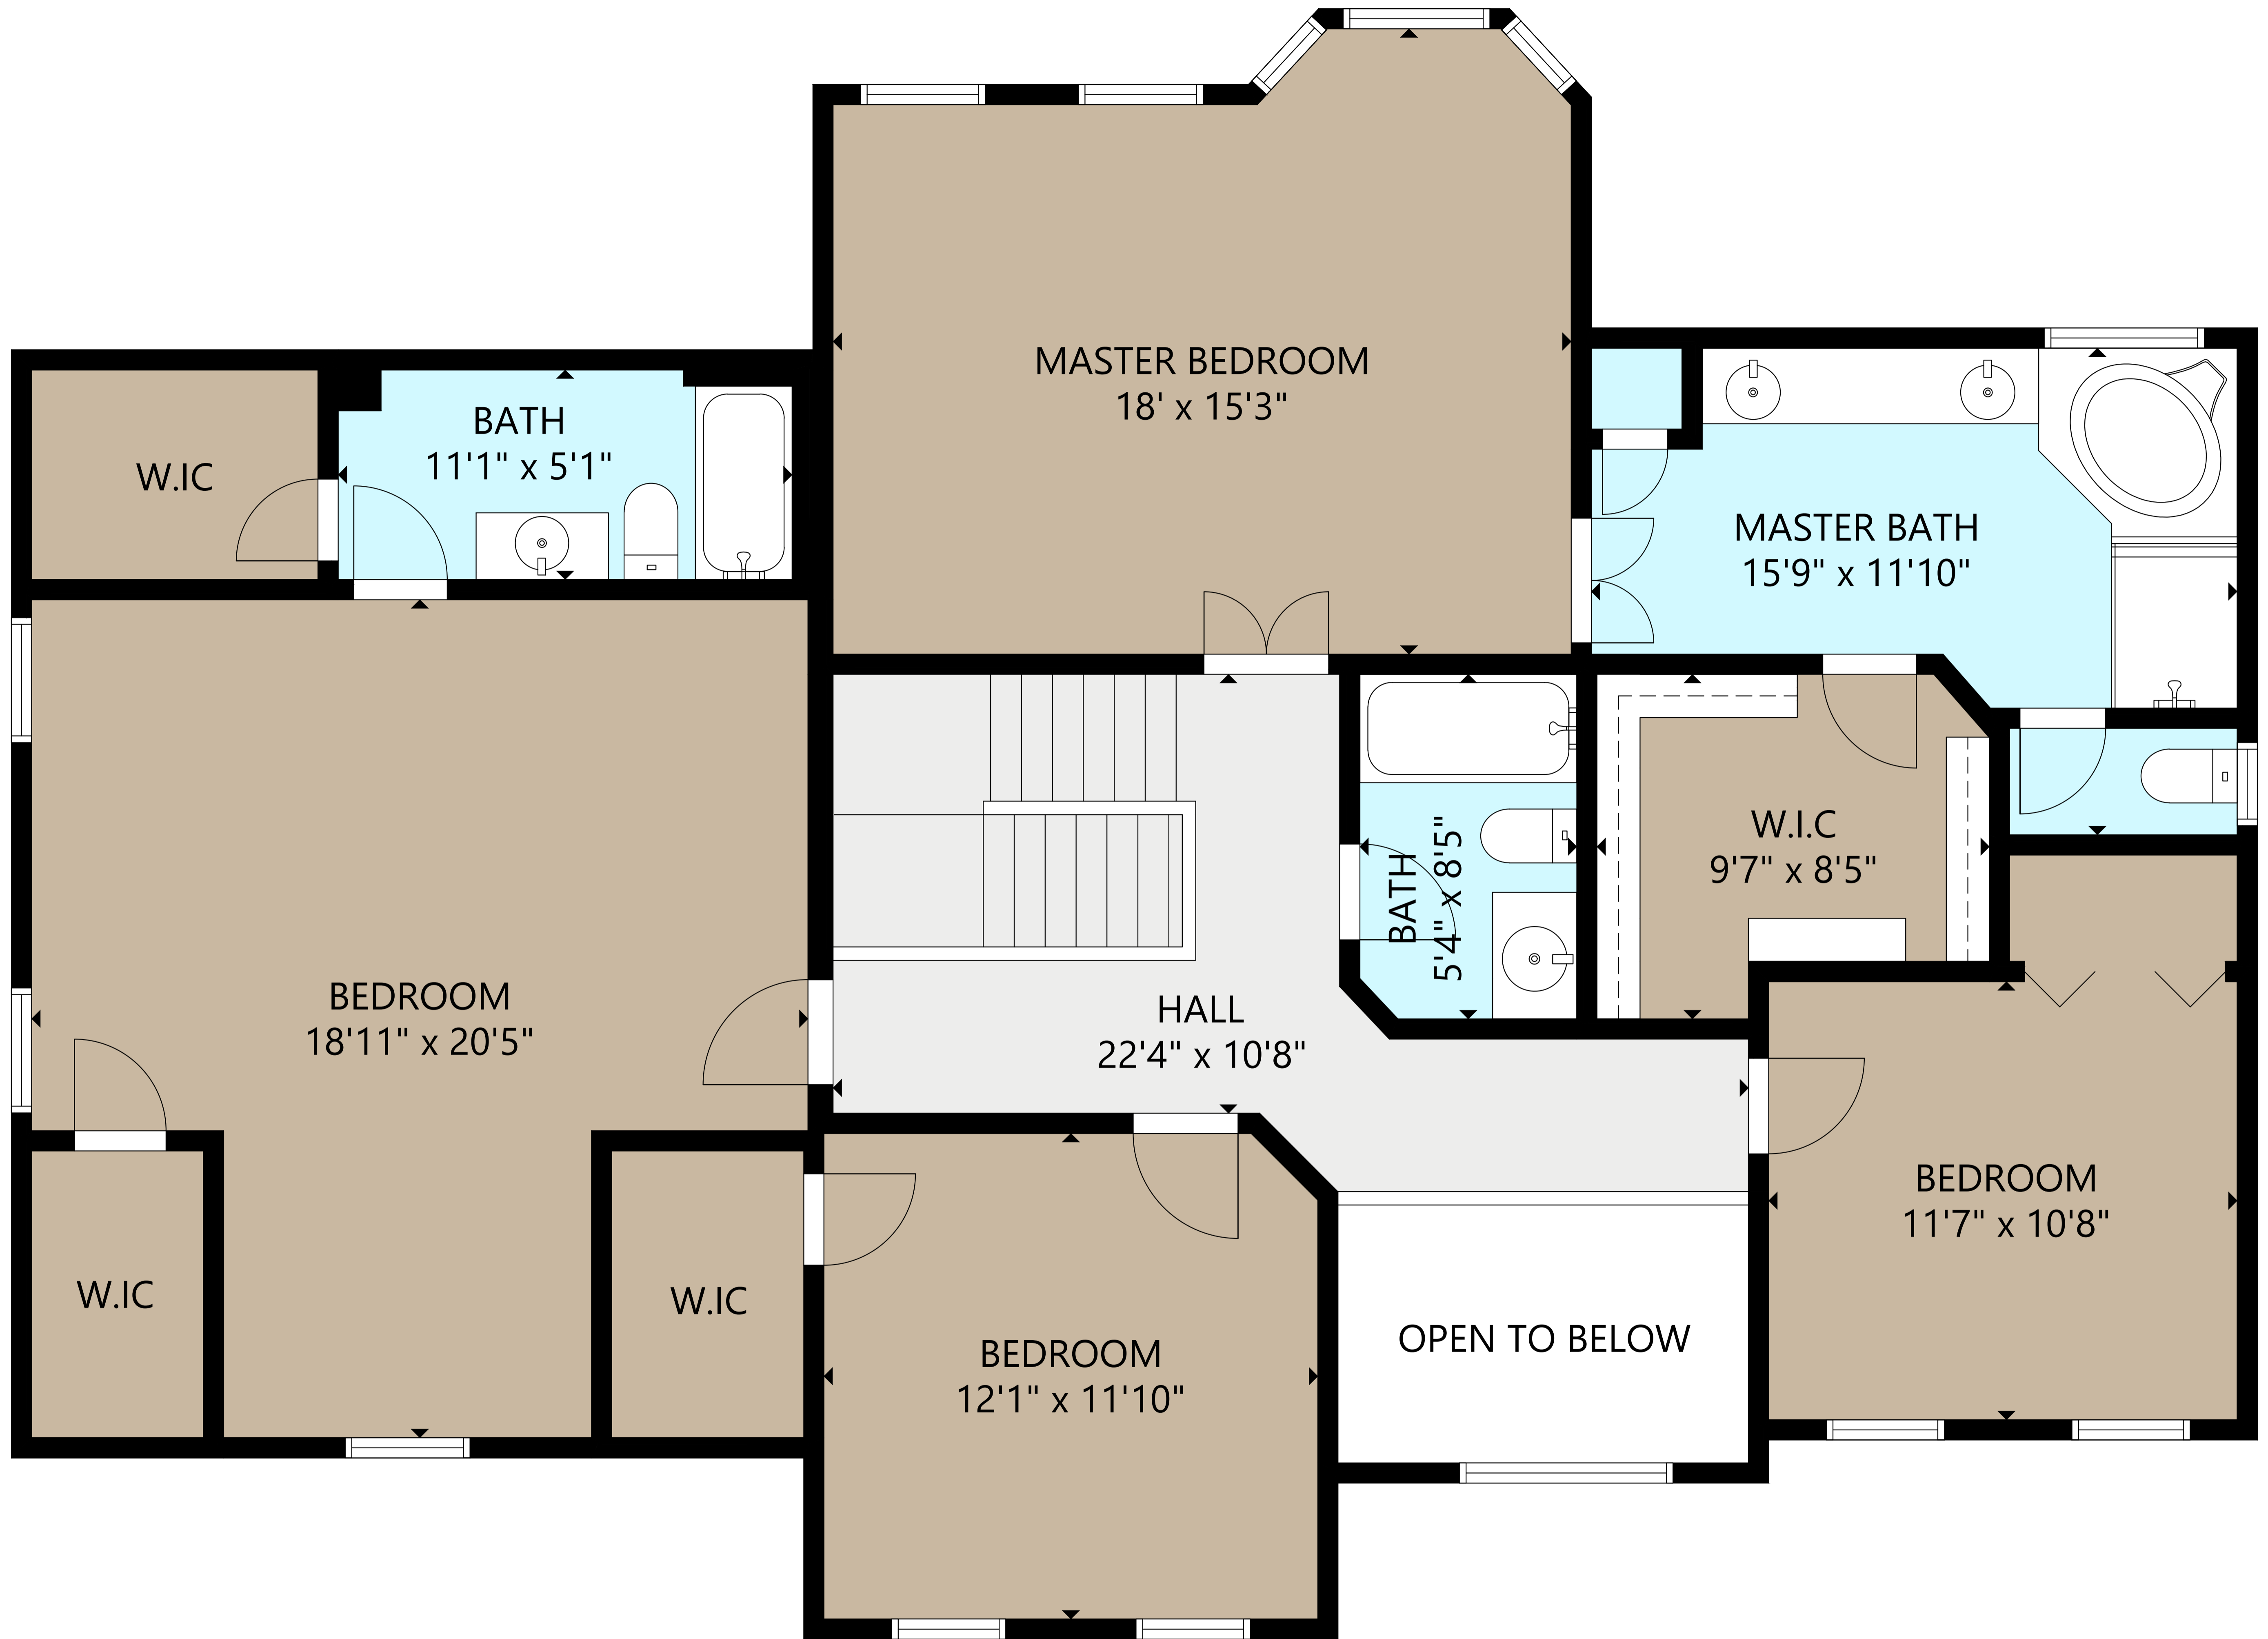 MASTER BEDROOM
18' x 15'3"
BATH
11'1" x 5'1"
W.IC
MASTER BATH
15'9" x 11'10"
W.I.C
9'7" x 8'5"
BATH
5'4" x 8'5"
BEDROOM
18'11" x 20'5"
HALL
22'4" x 10'8"
BEDROOM
11'7" x 10'8"
W.IC
W.IC
BEDROOM
12'1" x 11'10"
OPEN TO BELOW